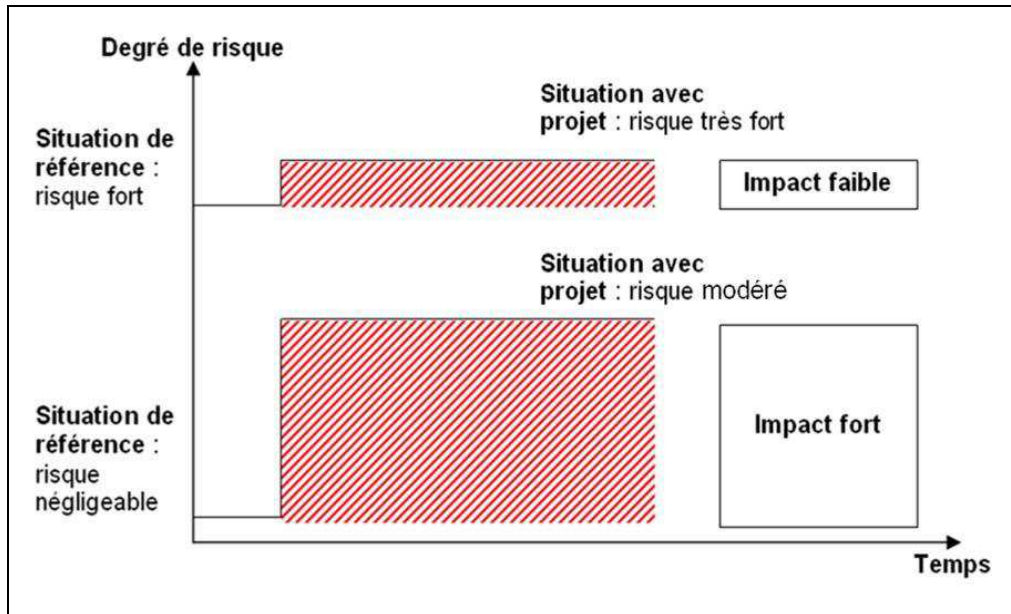 Degré de risque
Situation avec
projet : risque très fort
Situation de
référence :
risque fort
Impact faible
Situation avec
projet : risque modéré
Situation de
référence :
risque
négligeable
Impact fort
Temps